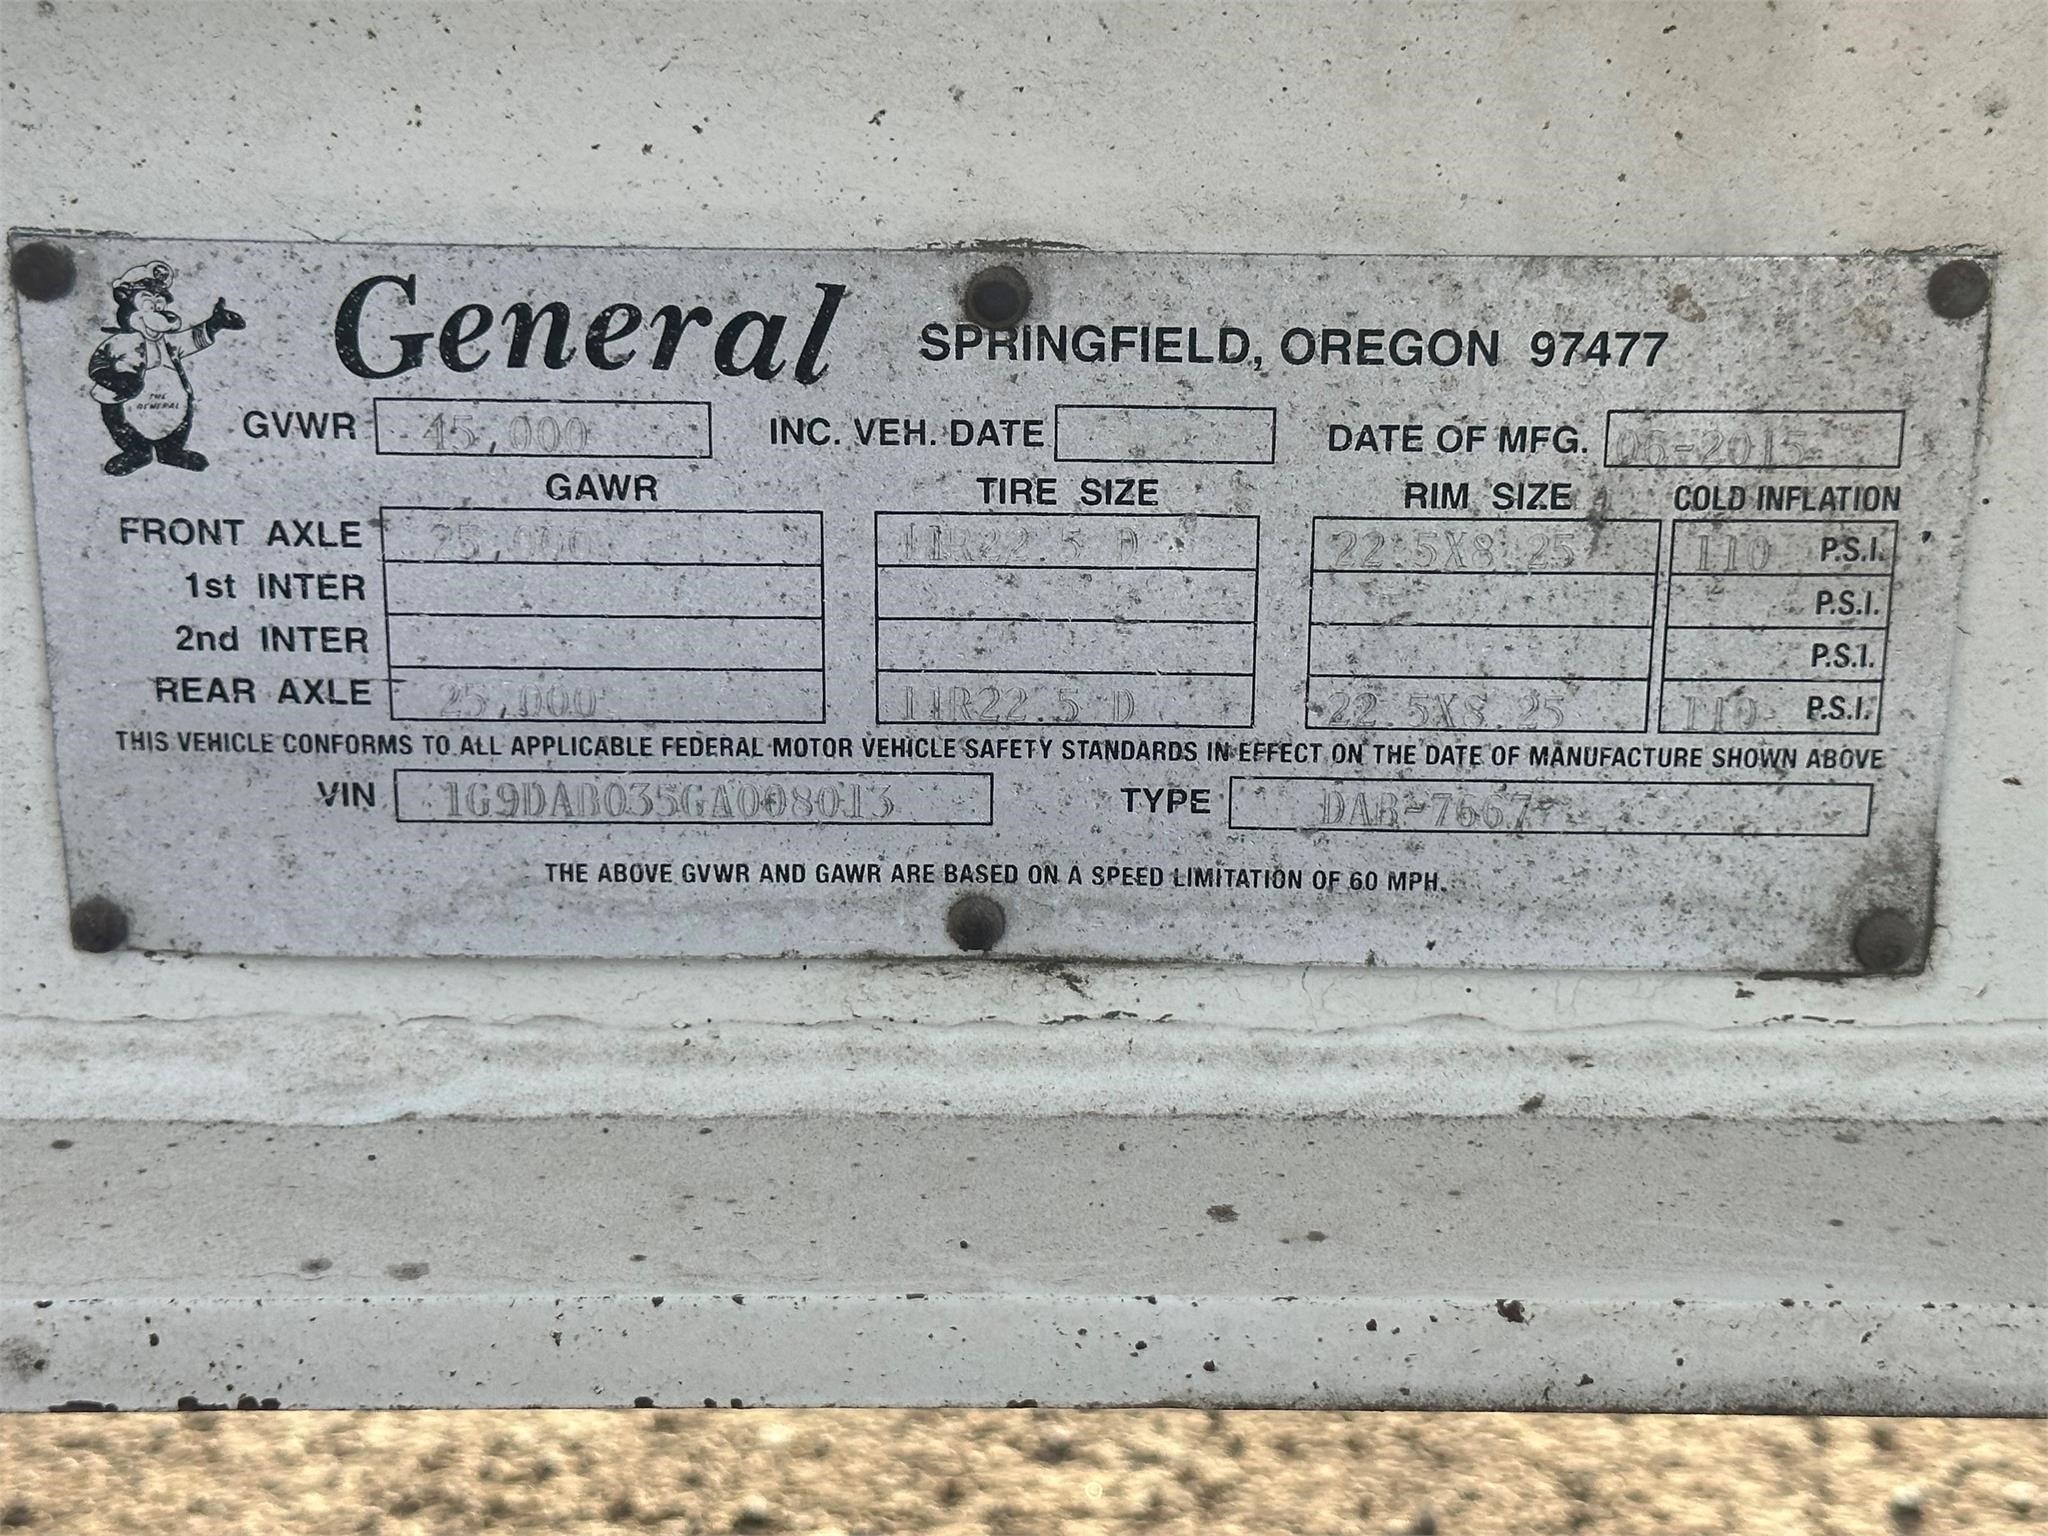 General SPRINGFIELD, OREGON 97477
THE GENERAL
GVWR 45,000 INC. VEH. DATE DATE OF MFG. 06-2015
GAWR TIRE SIZE RIM SIZE COLD INFLATION
FRONT AXLE 25,000 11R22.5 D 22.5X8.25 110 P.S.I.
1st INTER P.S.I.
2nd INTER P.S.I.
REAR AXLE 25,000 11R22.5 D 22.5X8.25 110 P.S.I.
THIS VEHICLE CONFORMS TO ALL APPLICABLE FEDERAL MOTOR VEHICLE SAFETY STANDARDS IN EFFECT ON THE DATE OF MANUFACTURE SHOWN ABOVE
VIN 1G9DAB035GA008013 TYPE DAB-7667
THE ABOVE GVWR AND GAWR ARE BASED ON A SPEED LIMITATION OF 60 MPH.